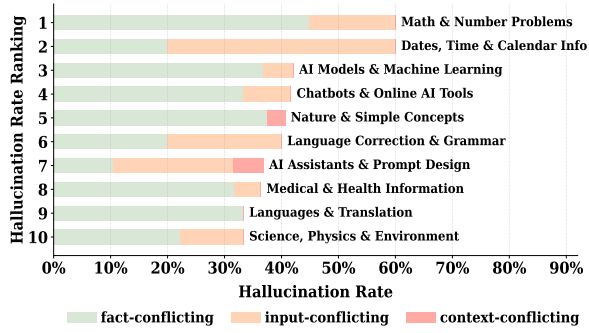 Hallucination Rate Ranking
1 Math & Number Problems
2 Dates, Time & Calendar Info
3 AI Models & Machine Learning
4 Chatbots & Online AI Tools
5 Nature & Simple Concepts
6 Language Correction & Grammar
7 AI Assistants & Prompt Design
8 Medical & Health Information
9 Languages & Translation
10 Science, Physics & Environment
0% 10% 20% 30% 40% 50% 60% 70% 80% 90%
Hallucination Rate
fact-conflicting input-conflicting context-conflicting